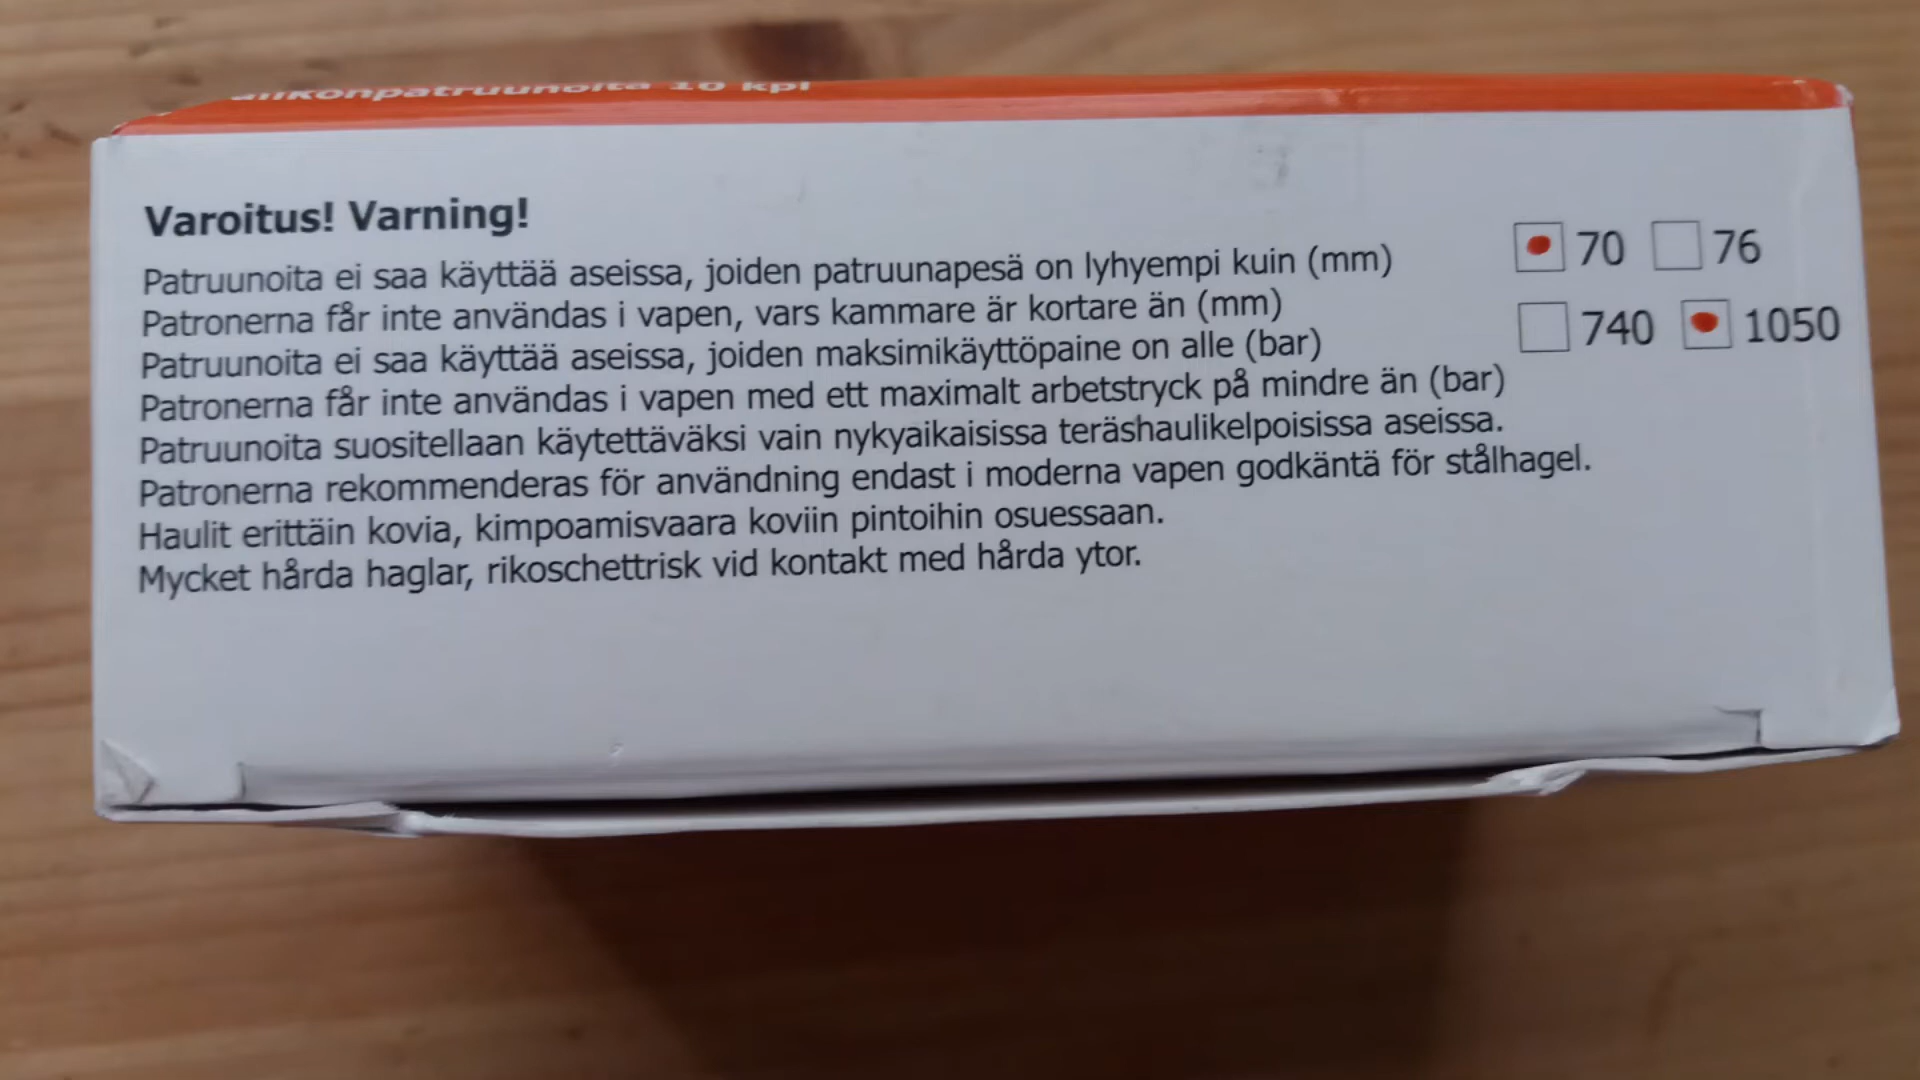 10 kpl
Varoitus! Varning!
Patruunoita ei saa käyttää aseissa, joiden patruunapesä on lyhyempi kuin (mm) 70 76
Patronerna får inte användas i vapen, vars kammare är kortare än (mm)
Patruunoita ei saa käyttää aseissa, joiden maksimikäyttöpaine on alle (bar) 740 1050
Patronerna får inte användas i vapen med ett maximalt arbetstryck på mindre än (bar)
Patruunoita suositellaan käytettäväksi vain nykyaikaisissa teräshaulikelpoisissa aseissa.
Patronerna rekommenderas för användning endast i moderna vapen godkäntä för stålhagel.
Haulit erittäin kovia, kimpoamisvaara koviin pintoihin osuessaan.
Mycket hårda haglar, rikoschettrisk vid kontakt med hårda ytor.